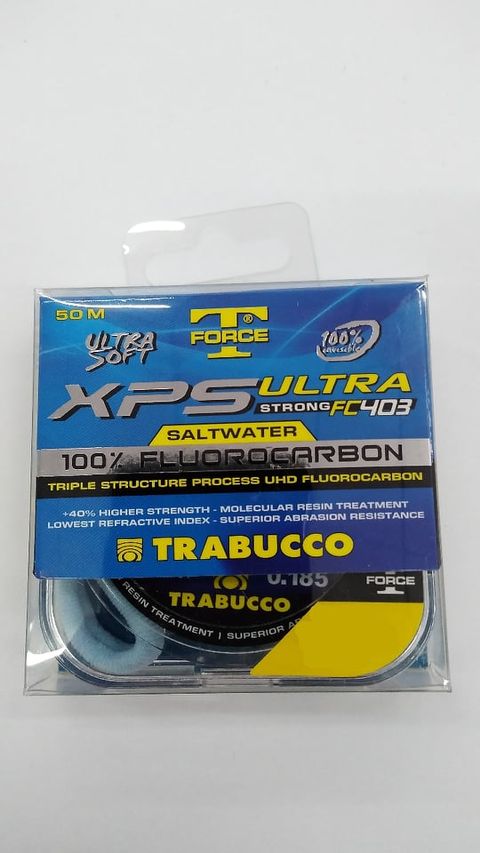 50 M
ULTRA
SOFT
T
FORCE
®
100%
invisible
XPS ULTRA
STRONG FC403
SALTWATER
100% FLUOROCARBON
TRIPLE STRUCTURE PROCESS UHD FLUOROCARBON
+40% HIGHER STRENGTH - MOLECULAR RESIN TREATMENT
LOWEST REFRACTIVE INDEX - SUPERIOR ABRASION RESISTANCE
TRABUCCO
0.185
FORCE
TRABUCCO
RESIN TREATMENT | SUPERIOR